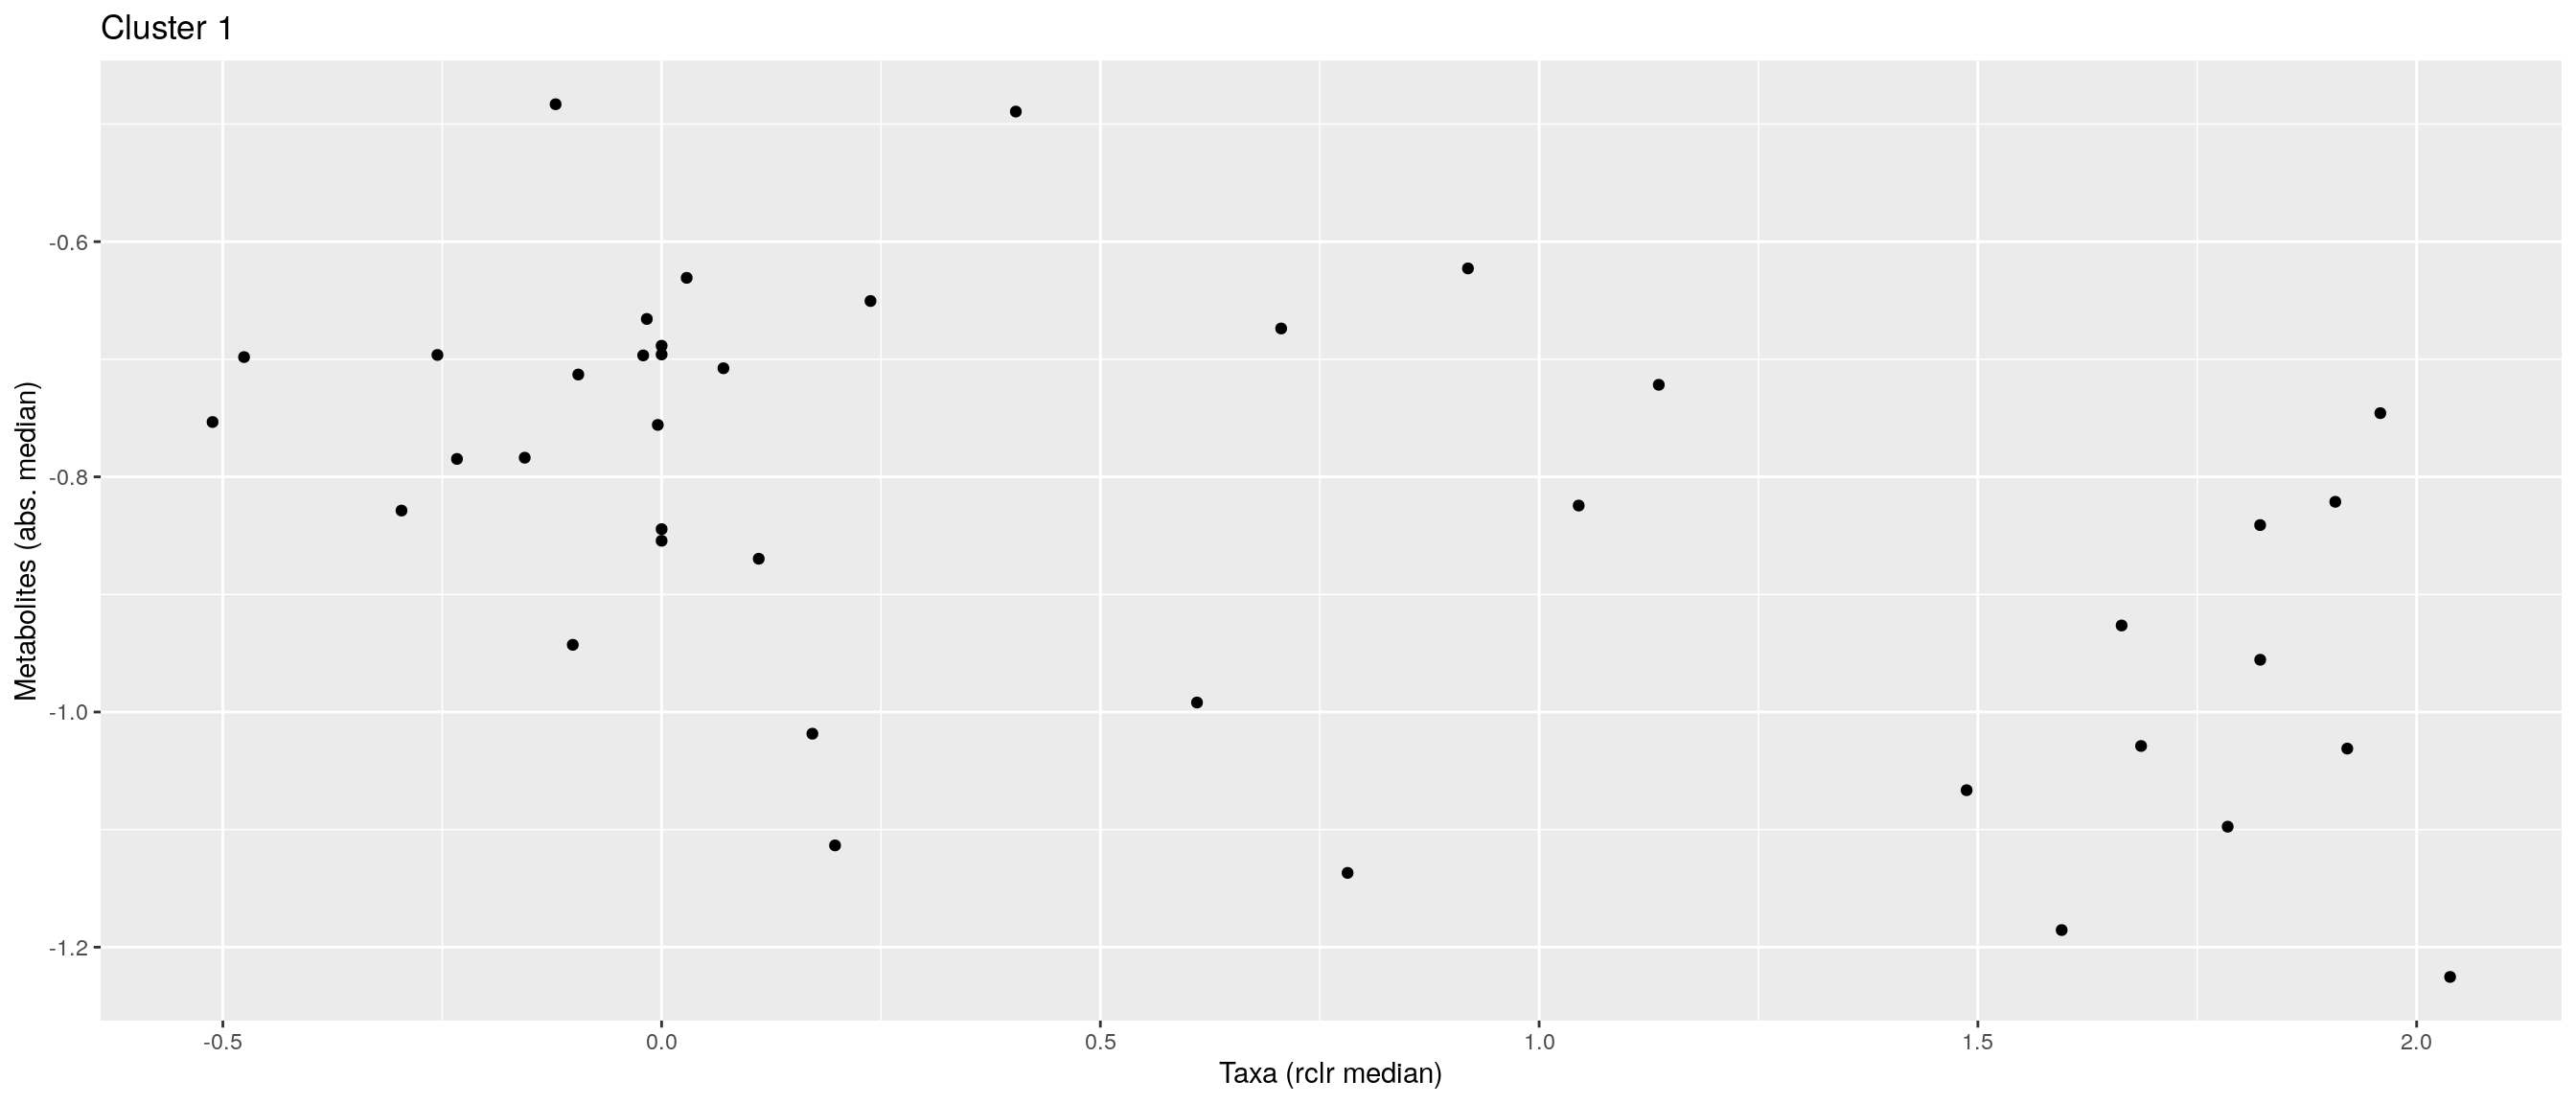 Cluster 1
Metabolites (abs. median)
-0.6
-0.8
-1.0
-1.2
-0.5 0.0 0.5 1.0 1.5 2.0
Taxa (rclr median)